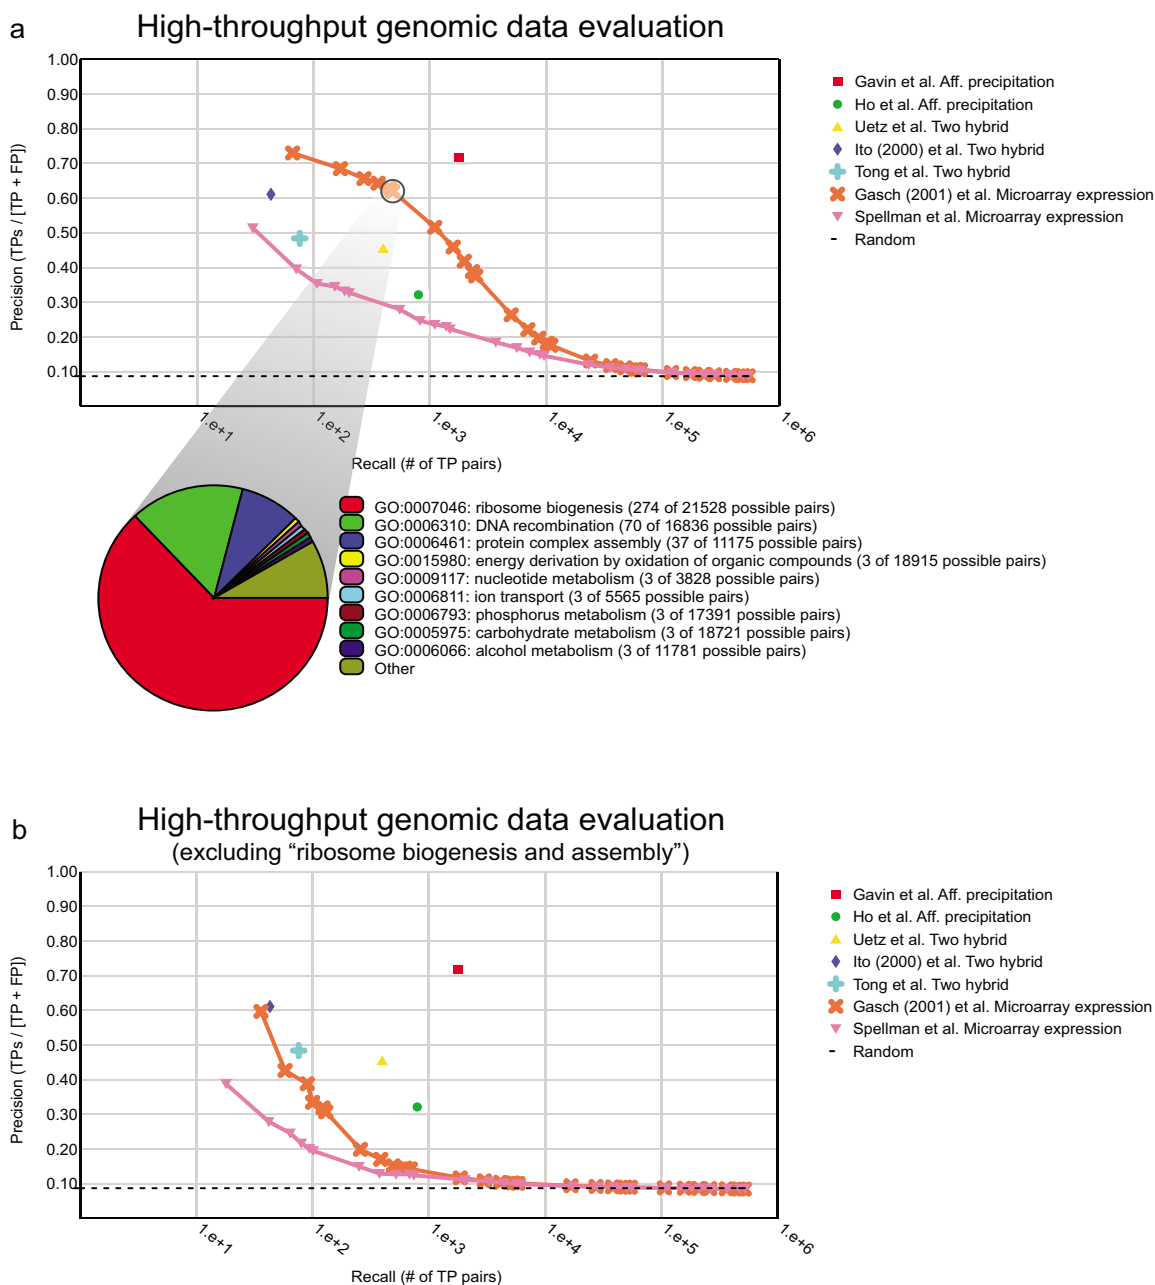 a
High-throughput genomic data evaluation
1.00
0.90
0.80
0.70
0.60
0.50
0.40
0.30
0.20
0.10
Precision (TPs / [TP + FP])
1.e+1
1.e+2
1.e+3
1.e+4
1.e+5
1.e+6
Recall (# of TP pairs)
Gavin et al. Aff. precipitation
Ho et al. Aff. precipitation
Uetz et al. Two hybrid
Ito (2000) et al. Two hybrid
Tong et al. Two hybrid
Gasch (2001) et al. Microarray expression
Spellman et al. Microarray expression
Random
GO:0007046: ribosome biogenesis (274 of 21528 possible pairs)
GO:0006310: DNA recombination (70 of 16836 possible pairs)
GO:0006461: protein complex assembly (37 of 11175 possible pairs)
GO:0015980: energy derivation by oxidation of organic compounds (3 of 18915 possible pairs)
GO:0009117: nucleotide metabolism (3 of 3828 possible pairs)
GO:0006811: ion transport (3 of 5565 possible pairs)
GO:0006793: phosphorus metabolism (3 of 17391 possible pairs)
GO:0005975: carbohydrate metabolism (3 of 18721 possible pairs)
GO:0006066: alcohol metabolism (3 of 11781 possible pairs)
Other
b
High-throughput genomic data evaluation
(excluding “ribosome biogenesis and assembly”)
1.00
0.90
0.80
0.70
0.60
0.50
0.40
0.30
0.20
0.10
Precision (TPs / [TP + FP])
1.e+1
1.e+2
1.e+3
1.e+4
1.e+5
1.e+6
Recall (# of TP pairs)
Gavin et al. Aff. precipitation
Ho et al. Aff. precipitation
Uetz et al. Two hybrid
Ito (2000) et al. Two hybrid
Tong et al. Two hybrid
Gasch (2001) et al. Microarray expression
Spellman et al. Microarray expression
Random